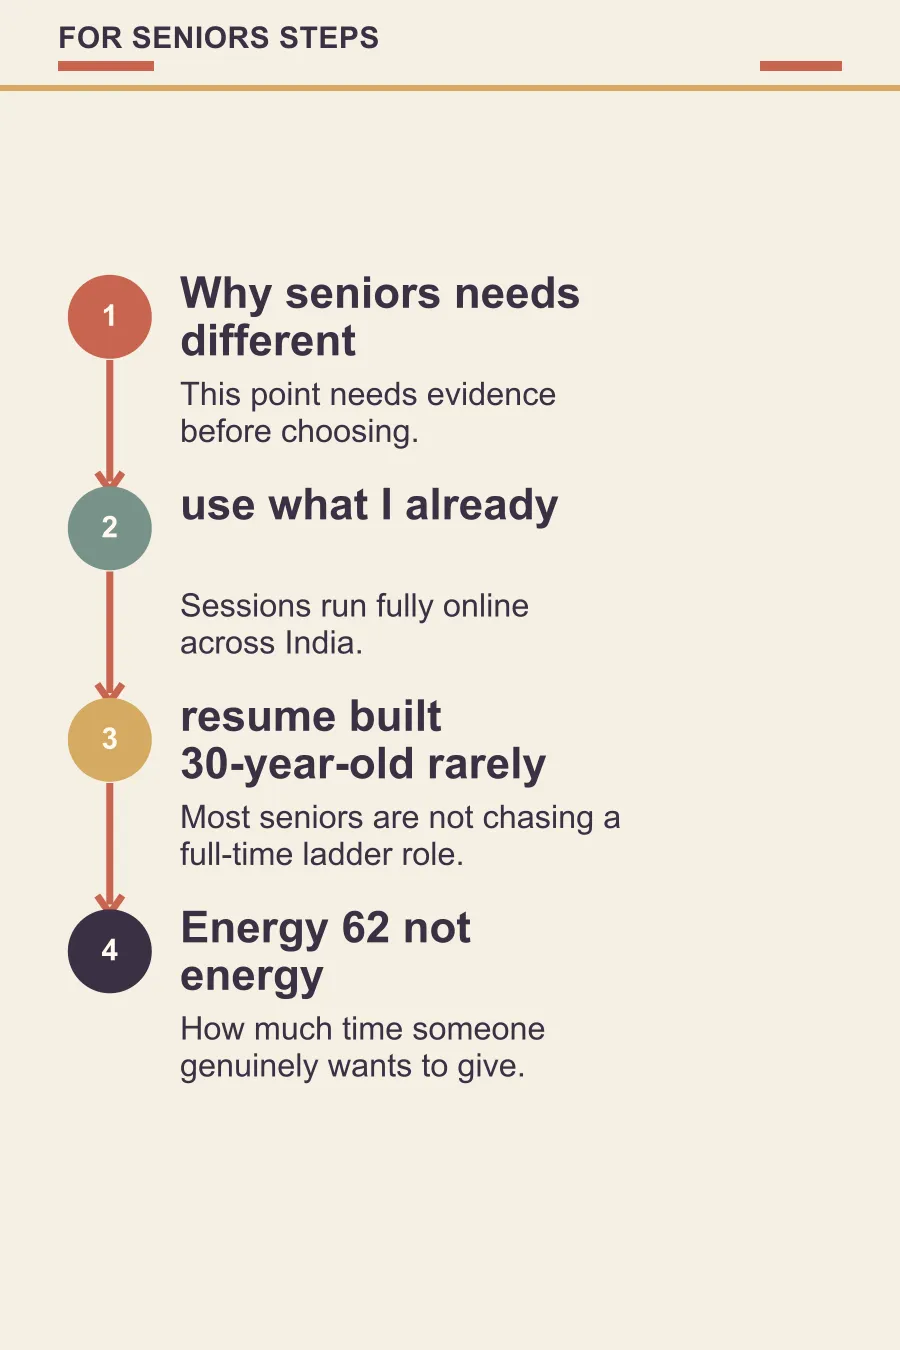 FOR SENIORS STEPS
1
Why seniors needs
different
This point needs evidence
before choosing.
2
use what I already
Sessions run fully online
across India.
3
resume built
30-year-old rarely
Most seniors are not chasing a
full-time ladder role.
4
Energy 62 not
energy
How much time someone
genuinely wants to give.